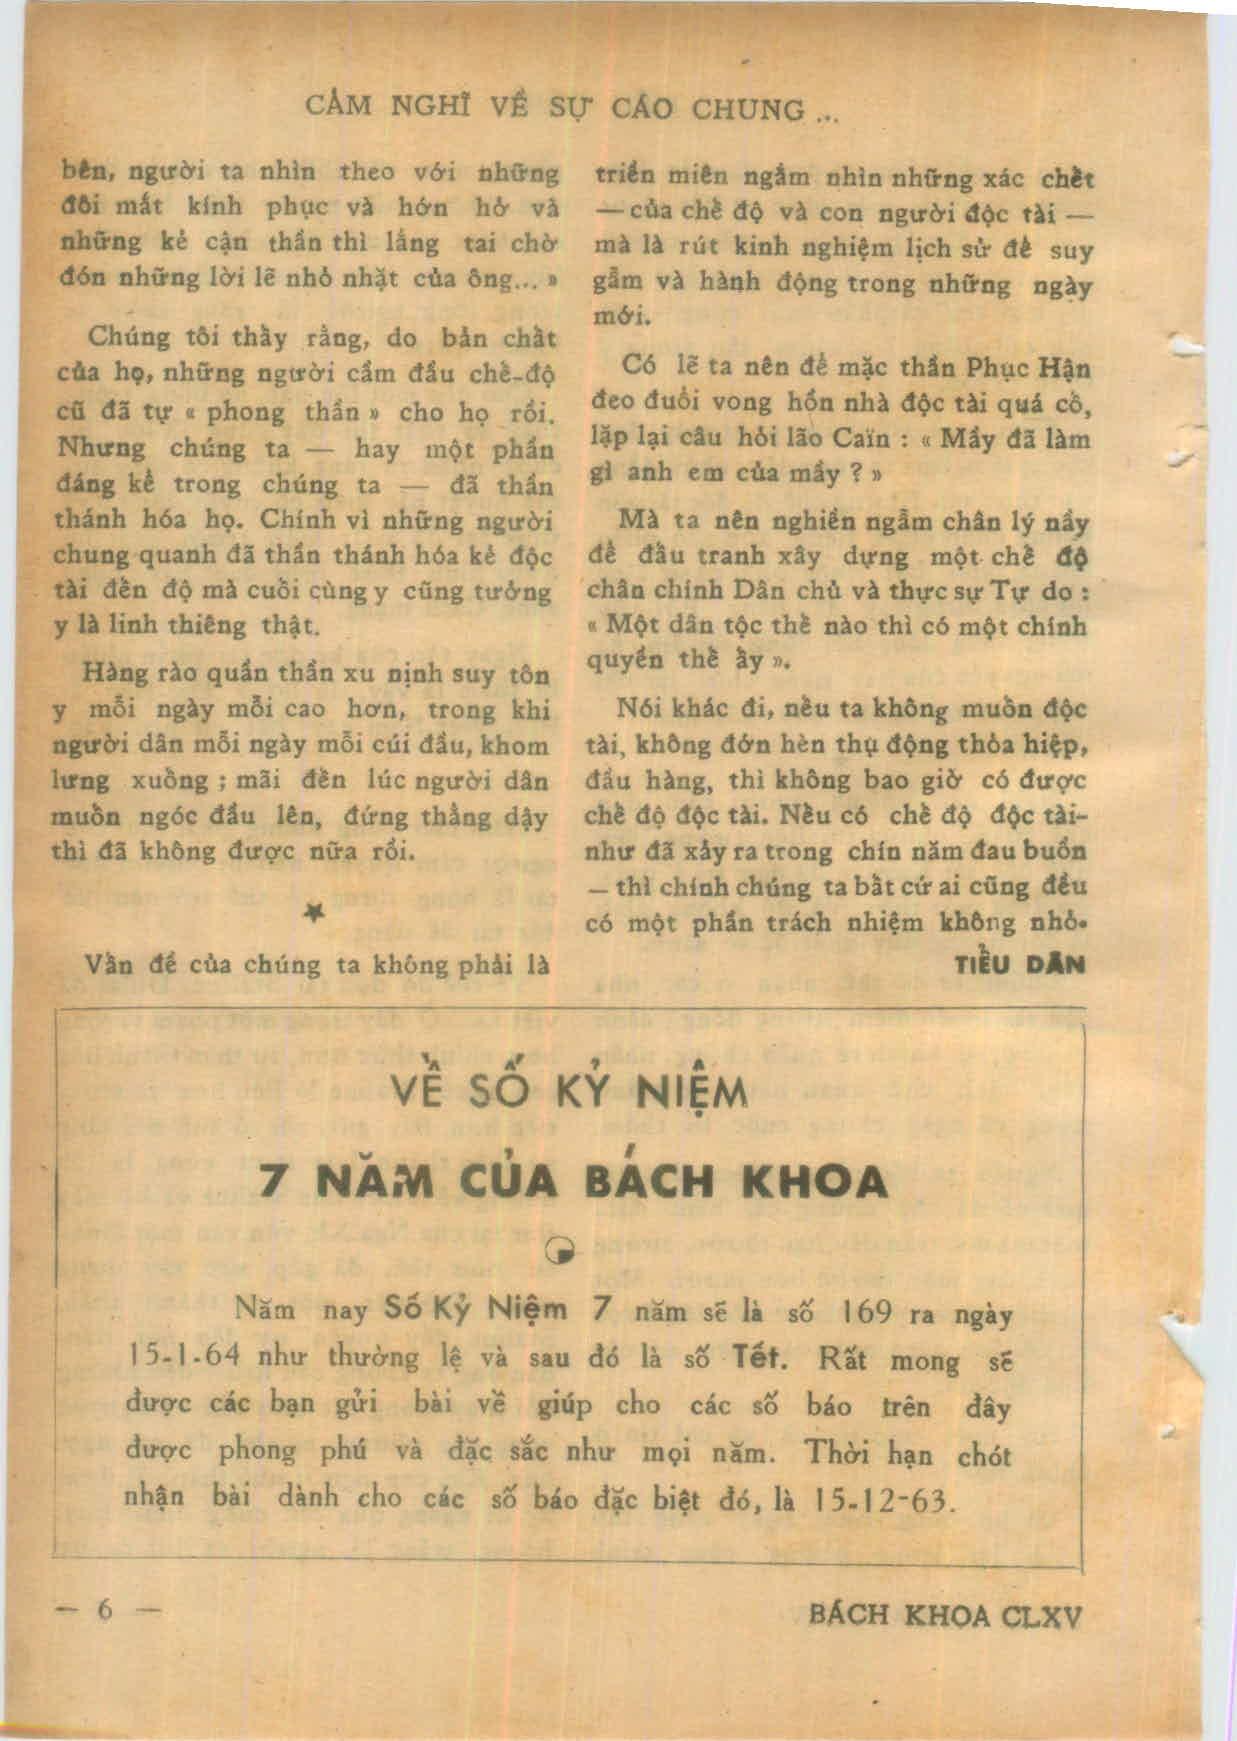 CẢM NGHĨ VỀ SỰ CÁO CHUNG...
bên, người ta nhìn theo với những
đôi mắt kính phục và hớn hở và
những kẻ cận thần thì lắng tai chờ
đón những lời lẽ nhỏ nhặt của ông... »
Chúng tôi thấy rằng, do bản chất
của họ, những người cầm đầu chế-độ
cũ đã tự « phong thần » cho họ rồi.
Nhưng chúng ta — hay một phần
đáng kể trong chúng ta — đã thần
thánh hóa họ. Chính vì những người
chung quanh đã thần thánh hóa kẻ độc
tài đến độ mà cuối cùng y cũng tưởng
y là linh thiêng thật.
Hàng rào quần thần xu nịnh suy tôn
y mỗi ngày mỗi cao hơn, trong khi
người dân mỗi ngày mỗi cúi đầu, khom
lưng xuống ; mãi đến lúc người dân
muốn ngóc đầu lên, đứng thẳng dậy
thì đã không được nữa rồi.
★
Vấn đề của chúng ta không phải là
triền miên ngắm nhìn những xác chết
— của chế độ và con người độc tài —
mà là rút kinh nghiệm lịch sử để suy
gẫm và hành động trong những ngày
mới.
Có lẽ ta nên để mặc thần Phục Hận
đeo đuổi vong hồn nhà độc tài quá cố,
lặp lại câu hỏi lão Caïn : « Mầy đã làm
gì anh em của mầy ? »
Mà ta nên nghiền ngẫm chân lý nầy
để đấu tranh xây dựng một chế độ
chân chính Dân chủ và thực sự Tự do :
« Một dân tộc thế nào thì có một chính
quyền thế ấy ».
Nói khác đi, nếu ta không muốn độc
tài, không đớn hèn thụ động thỏa hiệp,
đầu hàng, thì không bao giờ có được
chế độ độc tài. Nếu có chế độ độc tài-
như đã xảy ra trong chín năm đau buồn
— thì chính chúng ta bất cứ ai cũng đều
có một phần trách nhiệm không nhỏ.
TIỂU DÂN
VỀ SỐ KỶ NIỆM
7 NĂM CỦA BÁCH KHOA
Năm nay Số Kỷ Niệm 7 năm sẽ là số 169 ra ngày
15-1-64 như thường lệ và sau đó là số Tết. Rất mong sẽ
được các bạn gửi bài về giúp cho các số báo trên đây
được phong phú và đặc sắc như mọi năm. Thời hạn chót
nhận bài dành cho các số báo đặc biệt đó, là 15-12-63.
— 6 —
BÁCH KHOA CLXV